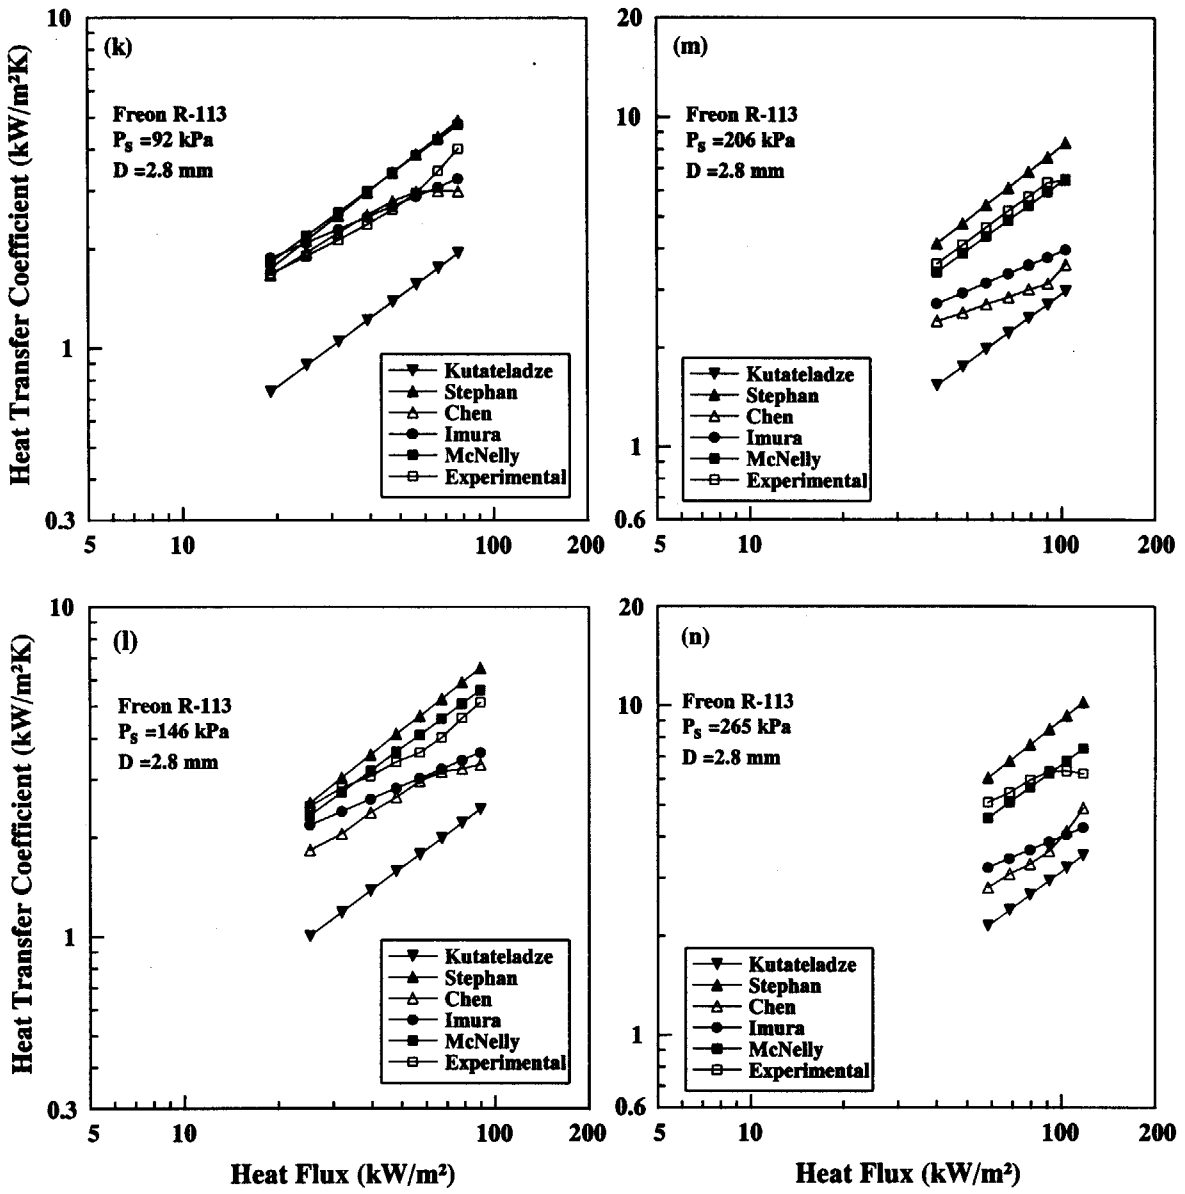 Heat Transfer Coefficient (kW/m²K)
10
1
0.3
(k)
Freon R-113
Ps =92 kPa
D =2.8 mm
Kutateladze
Stephan
Chen
Imura
McNelly
Experimental
5 10 100 200
20
10
1
0.6
(m)
Freon R-113
Ps =206 kPa
D =2.8 mm
Kutateladze
Stephan
Chen
Imura
McNelly
Experimental
5 10 100 200
Heat Transfer Coefficient (kW/m²K)
10
1
0.3
(l)
Freon R-113
Ps =146 kPa
D =2.8 mm
Kutateladze
Stephan
Chen
Imura
McNelly
Experimental
5 10 100 200
Heat Flux (kW/m²)
20
10
1
0.6
(n)
Freon R-113
Ps =265 kPa
D =2.8 mm
Kutateladze
Stephan
Chen
Imura
McNelly
Experimental
5 10 100 200
Heat Flux (kW/m²)